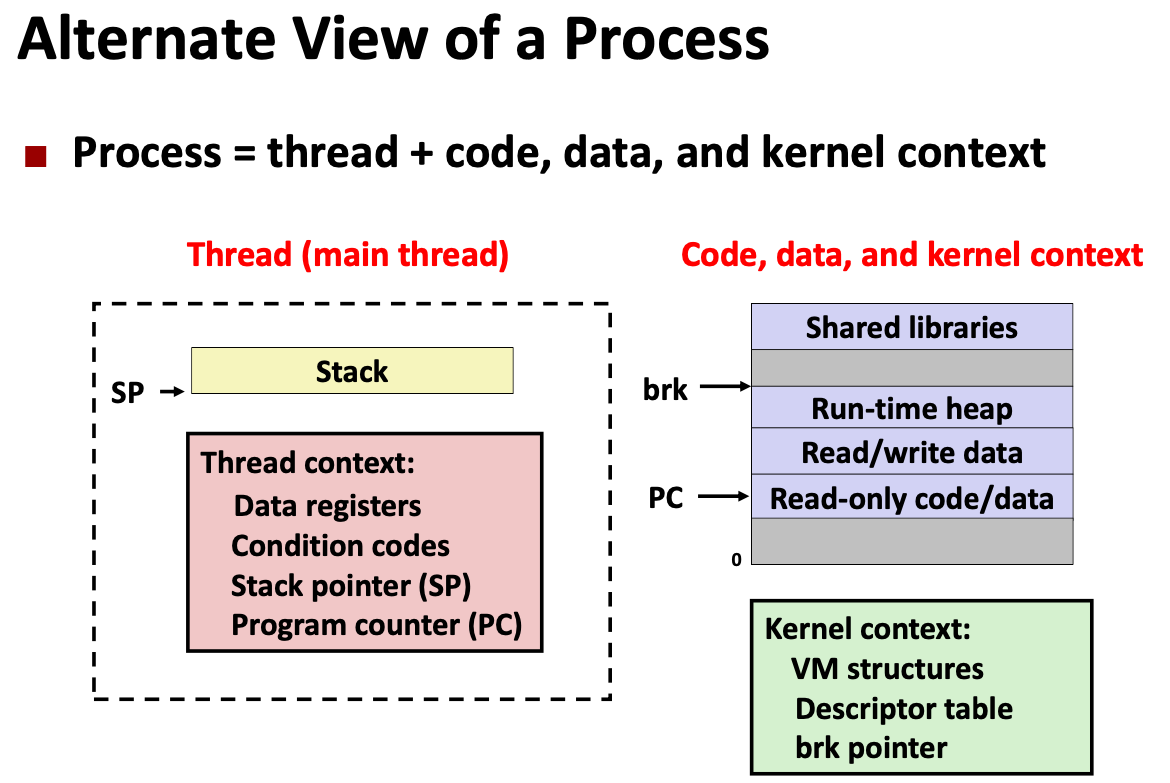 Alternate View of a Process
Process = thread + code, data, and kernel context
Thread (main thread)
Stack
SP
Thread context:
Data registers
Condition codes
Stack pointer (SP)
Program counter (PC)
Code, data, and kernel context
Shared libraries
brk
Run-time heap
Read/write data
PC
Read-only code/data
0
Kernel context:
VM structures
Descriptor table
brk pointer